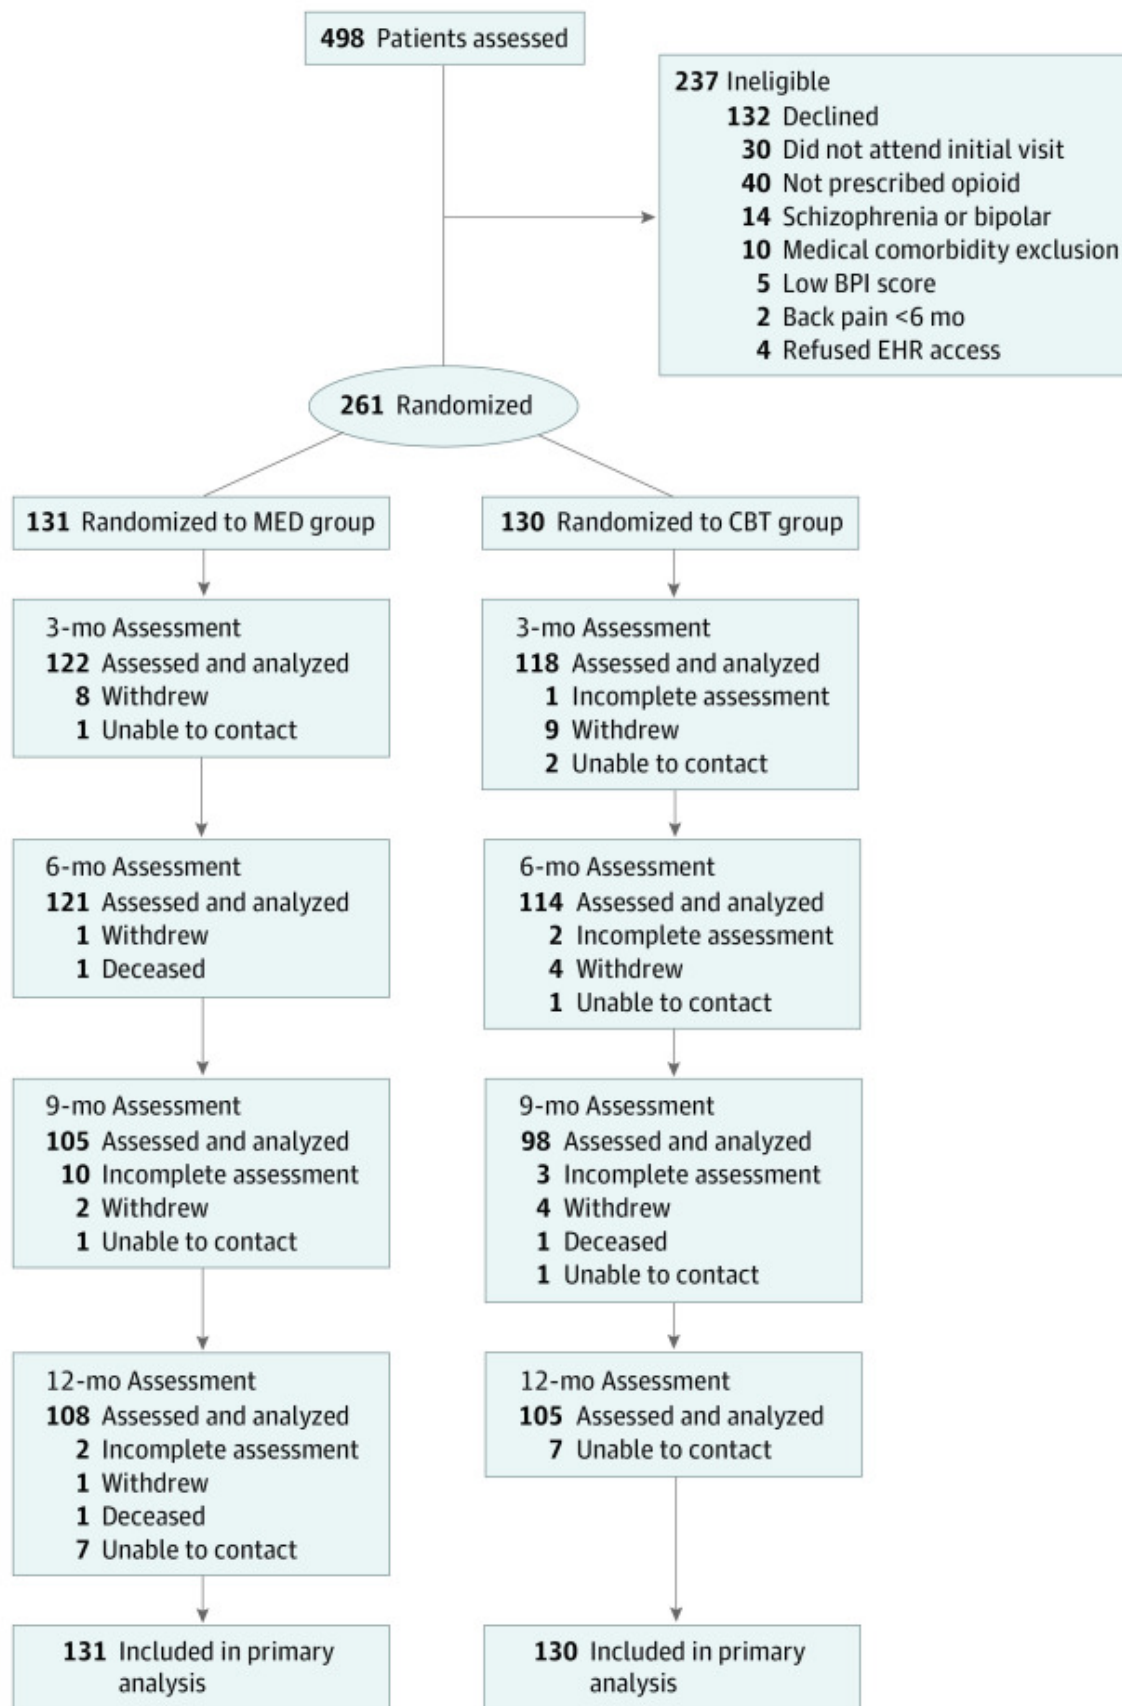 498 Patients assessed
237 Ineligible
132 Declined
30 Did not attend initial visit
40 Not prescribed opioid
14 Schizophrenia or bipolar
10 Medical comorbidity exclusion
5 Low BPI score
2 Back pain <6 mo
4 Refused EHR access
261 Randomized
131 Randomized to MED group
130 Randomized to CBT group
3-mo Assessment
122 Assessed and analyzed
8 Withdrew
1 Unable to contact
3-mo Assessment
118 Assessed and analyzed
1 Incomplete assessment
9 Withdrew
2 Unable to contact
6-mo Assessment
121 Assessed and analyzed
1 Withdrew
1 Deceased
6-mo Assessment
114 Assessed and analyzed
2 Incomplete assessment
4 Withdrew
1 Unable to contact
9-mo Assessment
105 Assessed and analyzed
10 Incomplete assessment
2 Withdrew
1 Unable to contact
9-mo Assessment
98 Assessed and analyzed
3 Incomplete assessment
4 Withdrew
1 Deceased
1 Unable to contact
12-mo Assessment
108 Assessed and analyzed
2 Incomplete assessment
1 Withdrew
1 Deceased
7 Unable to contact
12-mo Assessment
105 Assessed and analyzed
7 Unable to contact
131 Included in primary
analysis
130 Included in primary
analysis